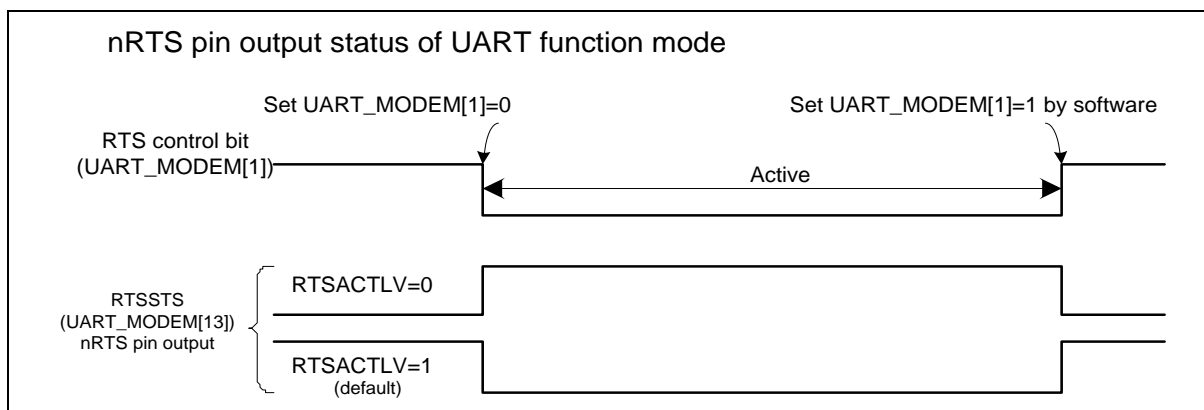 nRTS pin output status of UART function mode
Set UART_MODEM[1]=0
Set UART_MODEM[1]=1 by software
RTS control bit
(UART_MODEM[1])
Active
RTSACTLV=0
RTSSTS
(UART_MODEM[13])
nRTS pin output
RTSACTLV=1
(default)